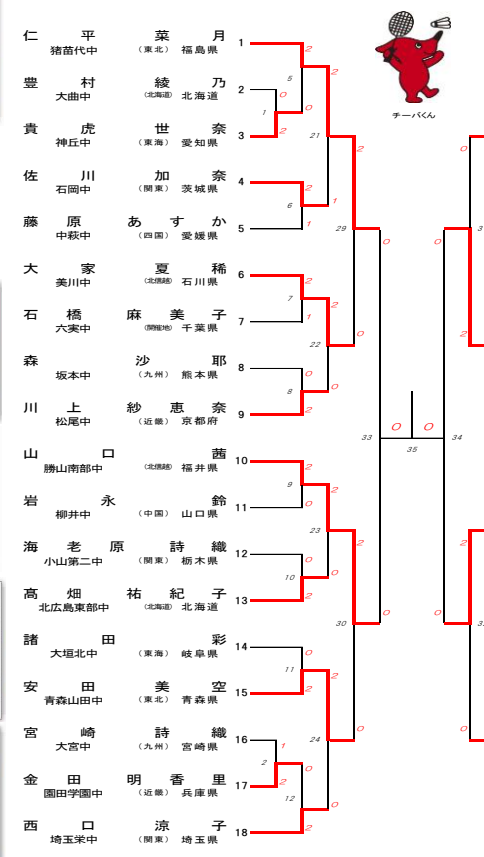 仁平 菜月
猪苗代中 （東北） 福島県 1
豊村 綾乃
大曲中 （北海道） 北海道 2
貴虎 世奈
神丘中 （東海） 愛知県 3
佐川 加奈
石岡中 （関東） 茨城県 4
藤原 あすか
中萩中 （四国） 愛媛県 5
大家 夏稀
美川中 （北信越） 石川県 6
石橋 麻美子
六実中 （開催地） 千葉県 7
森 沙耶
坂本中 （九州） 熊本県 8
川上 紗恵奈
松尾中 （近畿） 京都府 9
山口 茜
勝山南部中 （北信越） 福井県 10
岩永 鈴
柳井中 （中国） 山口県 11
海老原 詩織
小山第二中 （関東） 栃木県 12
高畑 祐紀子
北広島東部中 （北海道） 北海道 13
諸田 彩
大垣北中 （東海） 岐阜県 14
安田 美空
青森山田中 （東北） 青森県 15
宮崎 詩織
大宮中 （九州） 宮崎県 16
金田 明香里
園田学園中 （近畿） 兵庫県 17
西口 涼子
埼玉栄中 （関東） 埼玉県 18
1 0 2
2 1 2
5 2 0
6 2 1
7 2 1
8 0 2
9 2 0
10 0 2
11 0 2
12 0 2
21 2 1
22 2 0
23 2 0
24 2 0
29 2 0
30 2 0
33 0 0
35 0 0
34 0 0
0 2
2 0
3
3
チーバくん